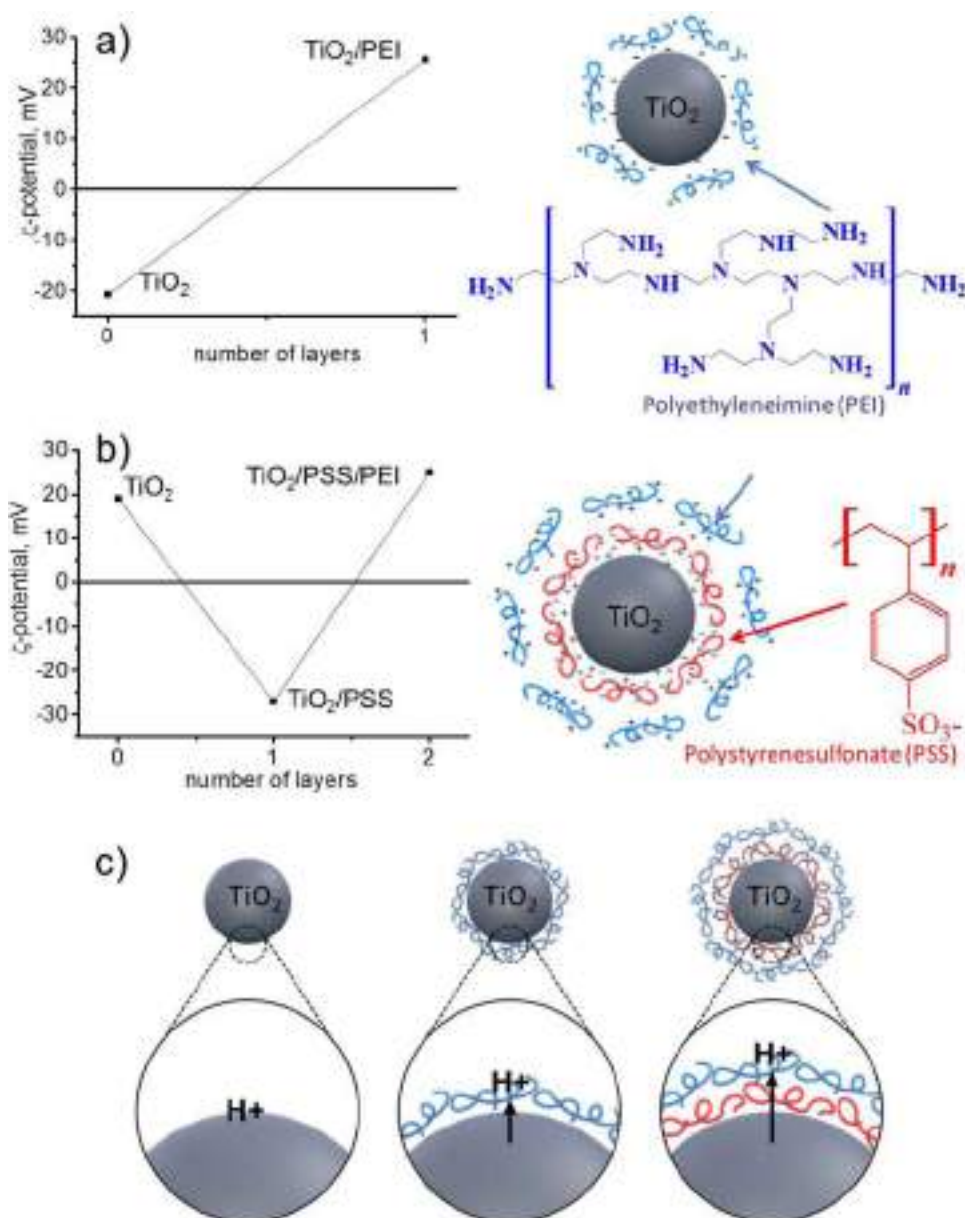 a)
30
20
10
0
-10
-20
ζ-potential, mV
TiO2/PEI
TiO2
0
1
number of layers
TiO2
NH2
NH
NH2
H2N
N
NH
N
N
NH
NH2
N
H2N
NH2
n
Polyethyleneimine (PEI)
b)
30
20
10
0
-10
-20
-30
ζ-potential, mV
TiO2
TiO2/PSS/PEI
TiO2/PSS
0
1
2
number of layers
TiO2
n
SO3-
Polystyrenesulfonate (PSS)
c)
TiO2
TiO2
TiO2
H+
H+
H+